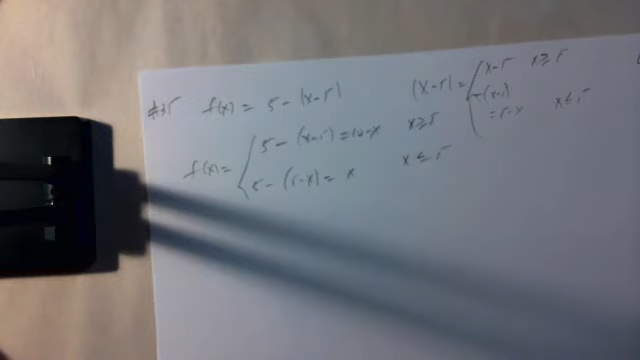 #35 f(x) = 5 - |x-5| |x-5| = { x-5 x ≥ 5
-(x-5)
= 5-x x ≤ 5
f(x) = { 5 - (x-5) = 10-x x ≥ 5
5 - (5-x) = x x ≤ 5